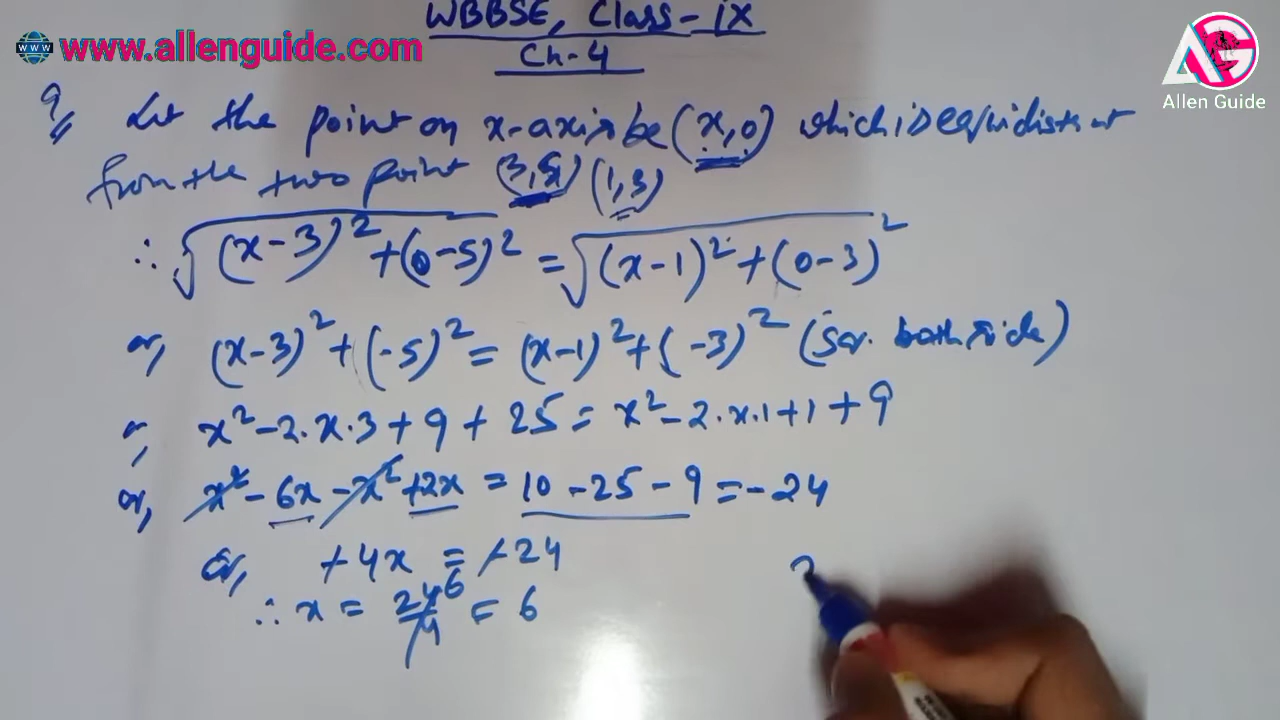 WBBSE, Class-IX
www.allenguide.com
Ch-4
Allen Guide
9, Let the point on x-axis be (x,0) which is equidistant
from the two point (3,5) (1,3)
∴ √(x-3)²+(0-5)² = √(x-1)²+(0-3)²
or, (x-3)²+(-5)² = (x-1)²+(-3)² (Sqr. both side)
or, x²-2.x.3+9+25 = x²-2.x.1+1+9
or, x²-6x-x²+2x = 10-25-9 = -24
or, -4x = -24
∴ x = 24/4 6 = 6